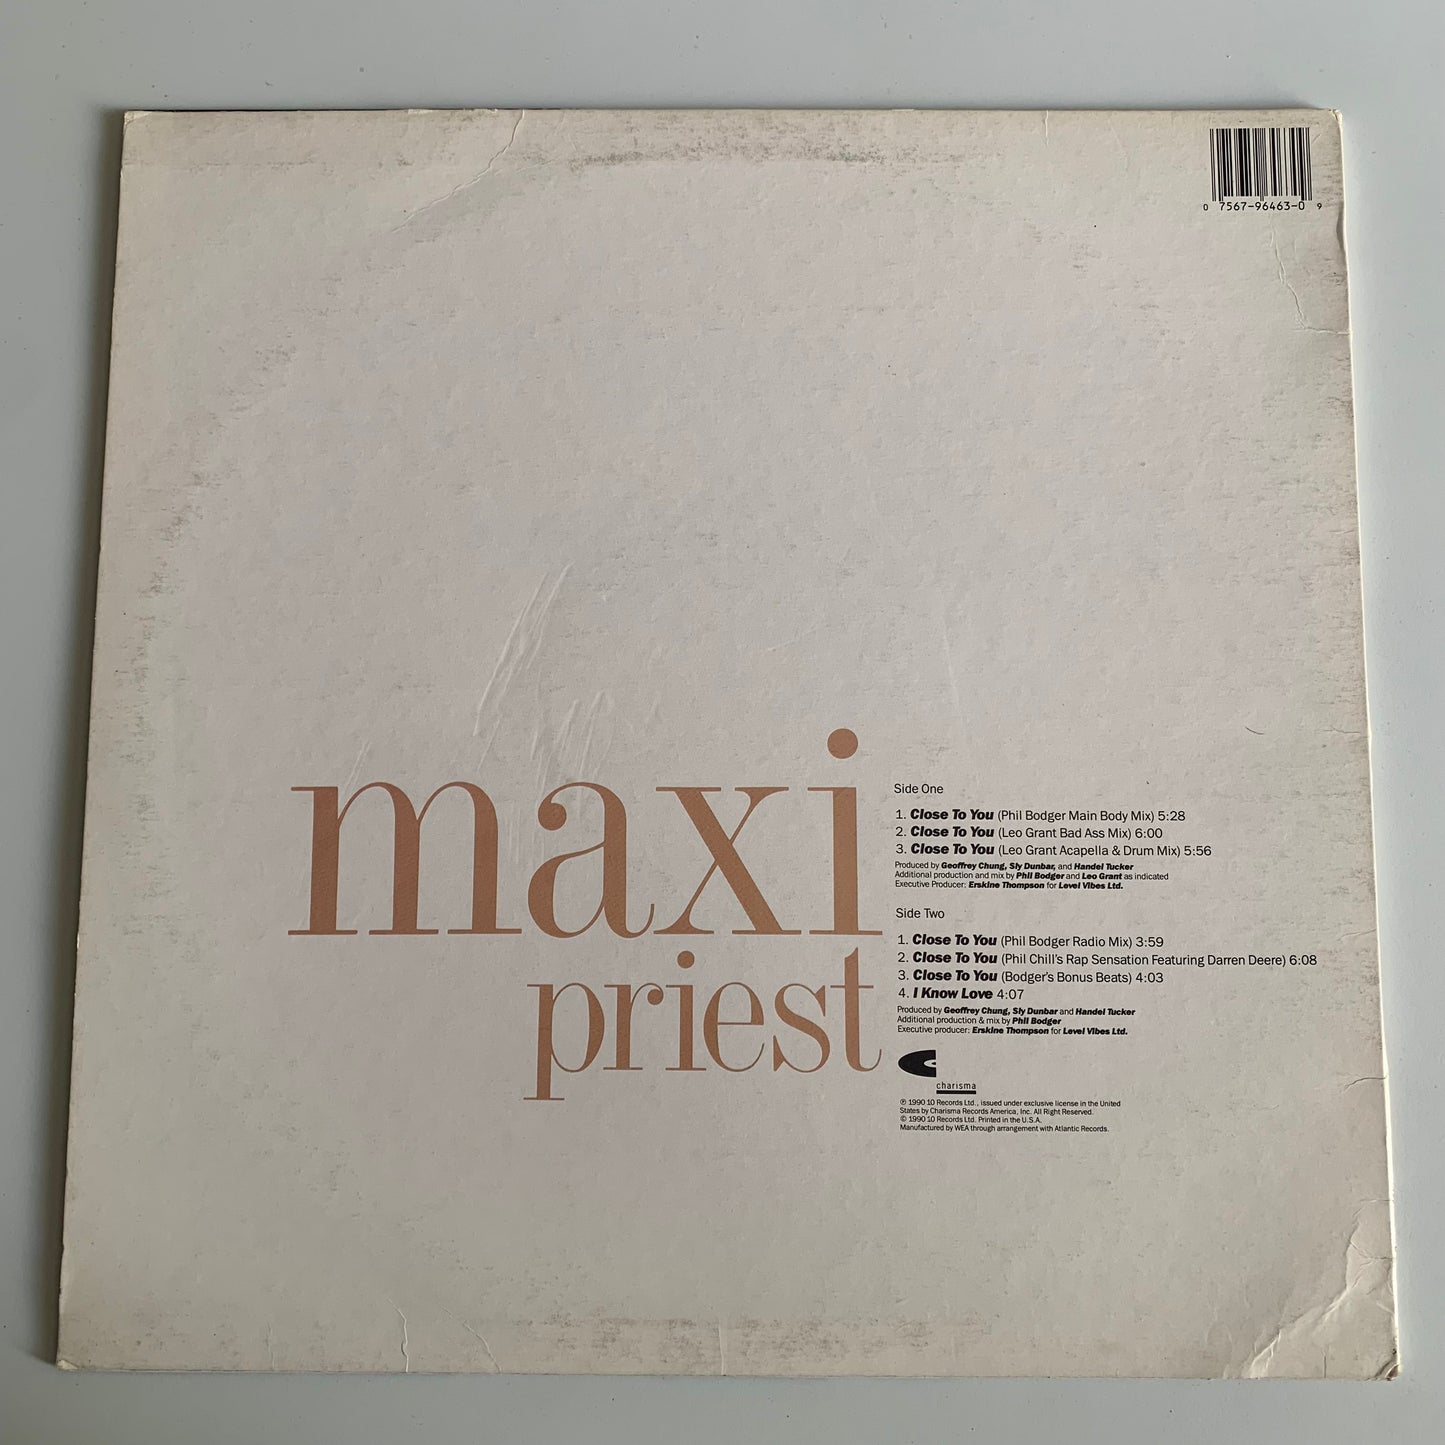 0 7567-96463-0 9
maxi
priest
Side One
1. Close To You (Phil Bodger Main Body Mix) 5:28
2. Close To You (Leo Grant Bad Ass Mix) 6:00
3. Close To You (Leo Grant Acapella & Drum Mix) 5:56
Produced by Geoffrey Chung, Sly Dunbar, and Handel Tucker
Additional production and mix by Phil Bodger and Leo Grant as indicated
Executive Producer: Erskine Thompson for Level Vibes Ltd.
Side Two
1. Close To You (Phil Bodger Radio Mix) 3:59
2. Close To You (Phil Chill's Rap Sensation Featuring Darren Deere) 6:08
3. Close To You (Bodger's Bonus Beats) 4:03
4. I Know Love 4:07
Produced by Geoffrey Chung, Sly Dunbar and Handel Tucker
Additional production & mix by Phil Bodger
Executive producer: Erskine Thompson for Level Vibes Ltd.
charisma
℗ 1990 10 Records Ltd., issued under exclusive license in the United
States by Charisma Records America, Inc. All Right Reserved.
© 1990 10 Records Ltd. Printed in the U.S.A.
Manufactured by WEA through arrangement with Atlantic Records.